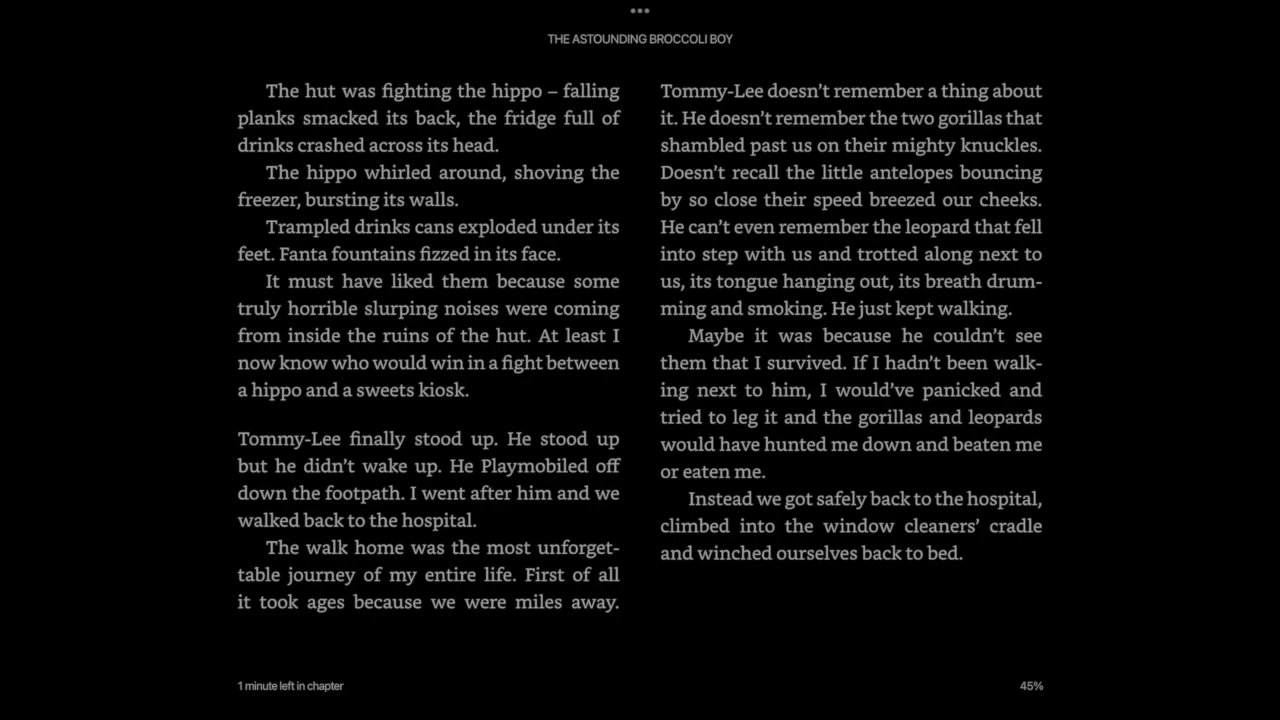 •••
THE ASTOUNDING BROCCOLI BOY
The hut was fighting the hippo – falling
planks smacked its back, the fridge full of
drinks crashed across its head.
The hippo whirled around, shoving the
freezer, bursting its walls.
Trampled drinks cans exploded under its
feet. Fanta fountains fizzed in its face.
It must have liked them because some
truly horrible slurping noises were coming
from inside the ruins of the hut. At least I
now know who would win in a fight between
a hippo and a sweets kiosk.
Tommy-Lee finally stood up. He stood up
but he didn’t wake up. He Playmobiled off
down the footpath. I went after him and we
walked back to the hospital.
The walk home was the most unforget-
table journey of my entire life. First of all
it took ages because we were miles away.
Tommy-Lee doesn’t remember a thing about
it. He doesn’t remember the two gorillas that
shambled past us on their mighty knuckles.
Doesn’t recall the little antelopes bouncing
by so close their speed breezed our cheeks.
He can’t even remember the leopard that fell
into step with us and trotted along next to
us, its tongue hanging out, its breath drum-
ming and smoking. He just kept walking.
Maybe it was because he couldn’t see
them that I survived. If I hadn’t been walk-
ing next to him, I would’ve panicked and
tried to leg it and the gorillas and leopards
would have hunted me down and beaten me
or eaten me.
Instead we got safely back to the hospital,
climbed into the window cleaners’ cradle
and winched ourselves back to bed.
1 minute left in chapter
45%